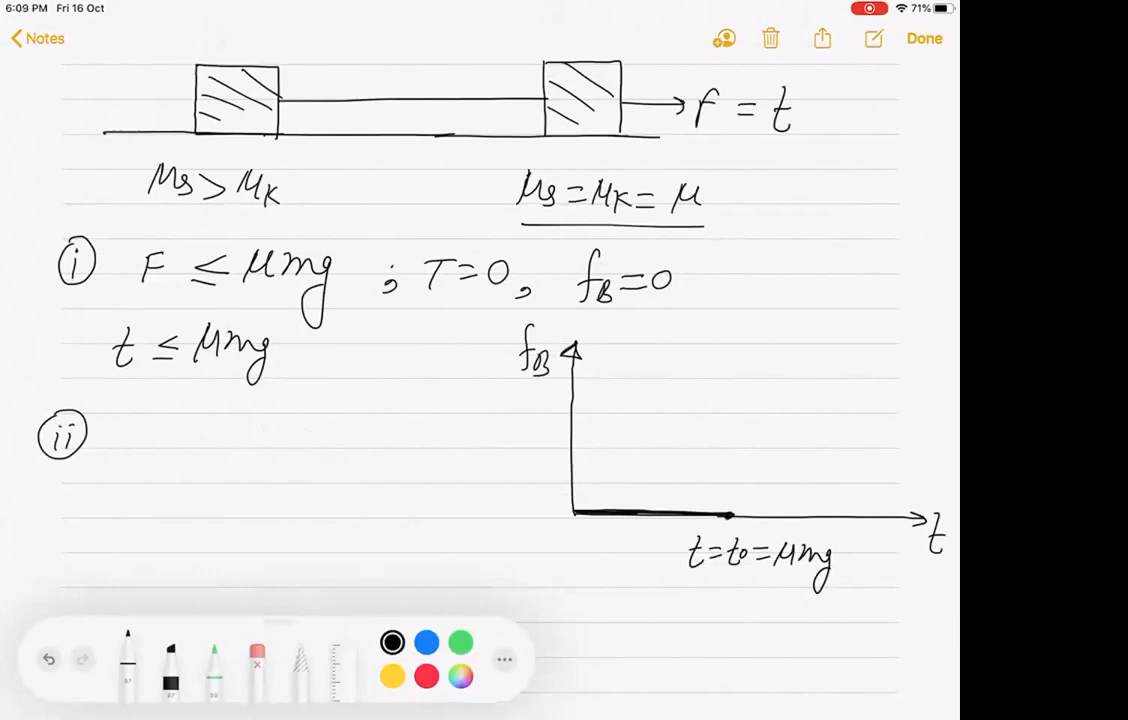 6:09 PM Fri 16 Oct 71%
Notes Done
F = t
μs > μk μs = μk = μ
(i) F ≤ μmg ; T=0, fB=0
t ≤ μmg
fB
(ii)
t
t=t0=μmg